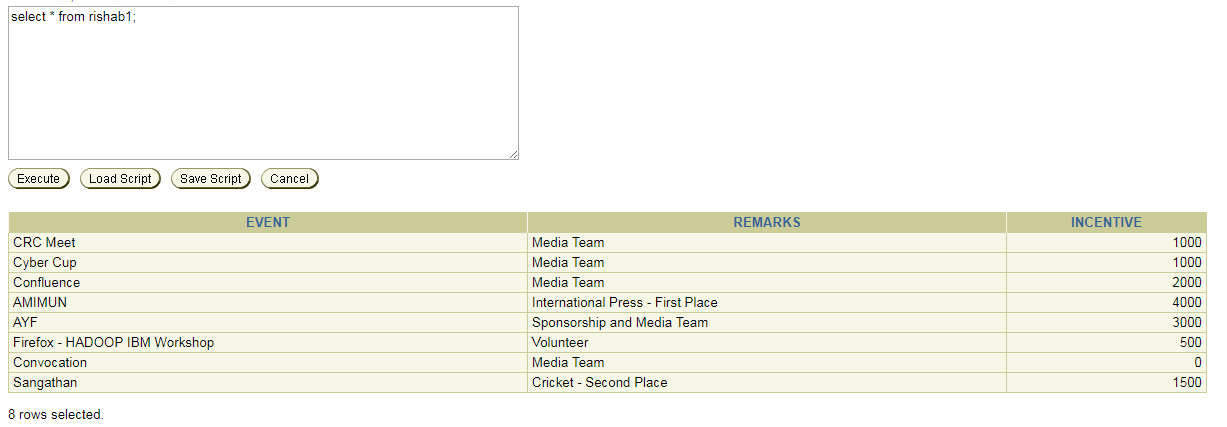 select * from rishab1;
Execute Load Script Save Script Cancel
EVENT REMARKS INCENTIVE
CRC Meet Media Team 1000
Cyber Cup Media Team 1000
Confluence Media Team 2000
AMIMUN International Press - First Place 4000
AYF Sponsorship and Media Team 3000
Firefox - HADOOP IBM Workshop Volunteer 500
Convocation Media Team 0
Sangathan Cricket - Second Place 1500
8 rows selected.